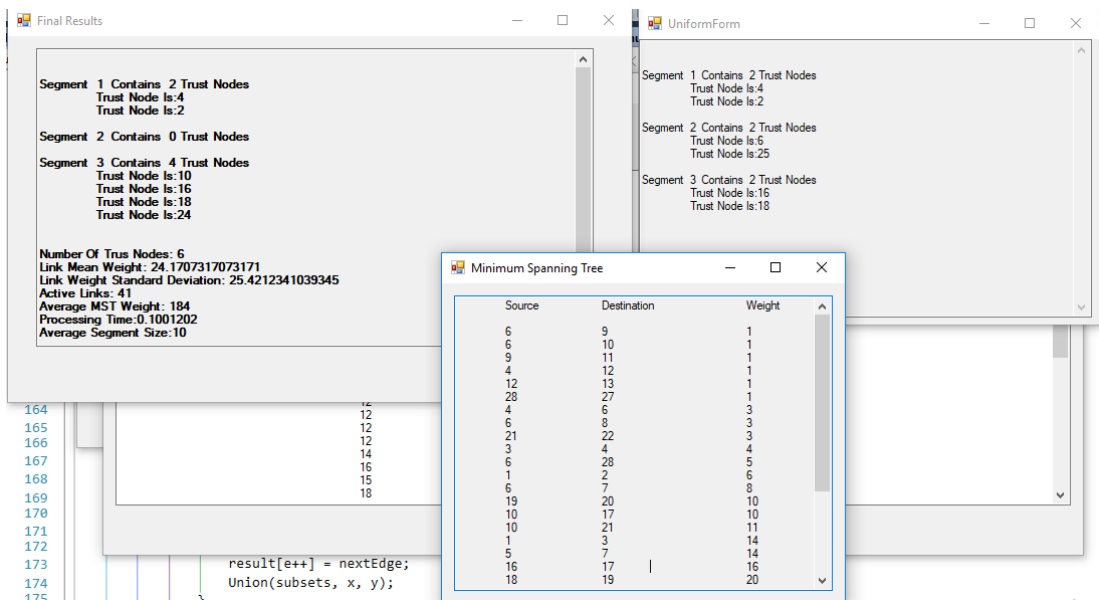 Final Results
Segment 1 Contains 2 Trust Nodes
Trust Node Is:4
Trust Node Is:2
Segment 2 Contains 0 Trust Nodes
Segment 3 Contains 4 Trust Nodes
Trust Node Is:10
Trust Node Is:16
Trust Node Is:18
Trust Node Is:24
Number Of Trus Nodes: 6
Link Mean Weight: 24.1707317073171
Link Weight Standard Deviation: 25.4212341039345
Active Links: 41
Average MST Weight: 184
Processing Time:0.1001202
Average Segment Size:10
UniformForm
Segment 1 Contains 2 Trust Nodes
Trust Node Is:4
Trust Node Is:2
Segment 2 Contains 2 Trust Nodes
Trust Node Is:6
Trust Node Is:25
Segment 3 Contains 2 Trust Nodes
Trust Node Is:16
Trust Node Is:18
Minimum Spanning Tree
Source Destination Weight
6 9 1
6 10 1
9 11 1
4 12 1
12 13 1
28 27 1
4 6 3
6 8 3
21 22 3
3 4 4
6 28 5
1 2 6
6 7 8
19 20 10
10 17 10
10 21 11
1 3 14
5 7 14
16 17 16
18 19 20
12
12
12
12
14
16
15
18
164
165
166
167
168
169
170
171
172
173 result[e++] = nextEdge;
174 Union(subsets, x, y);
175 }